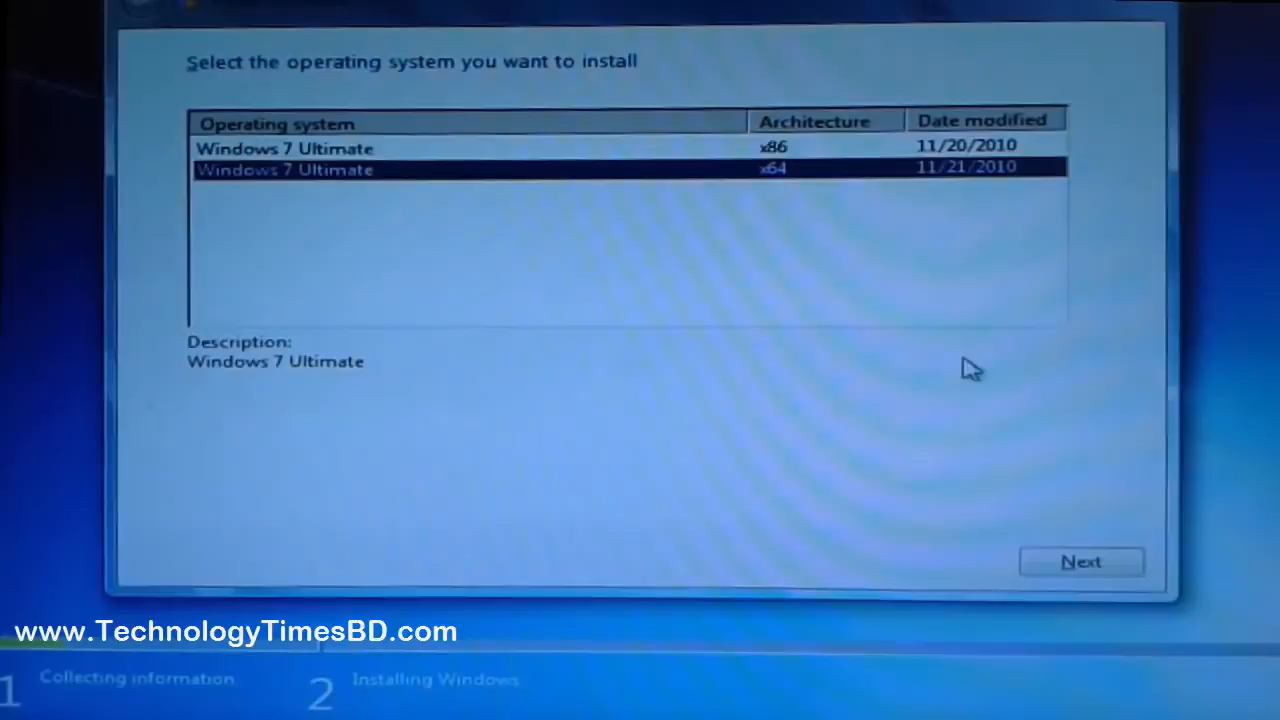 Select the operating system you want to install
Operating system Architecture Date modified
Windows 7 Ultimate x86 11/20/2010
Windows 7 Ultimate x64 11/21/2010
Description:
Windows 7 Ultimate
Next
www.TechnologyTimesBD.com
1 Collecting information 2 Installing Windows